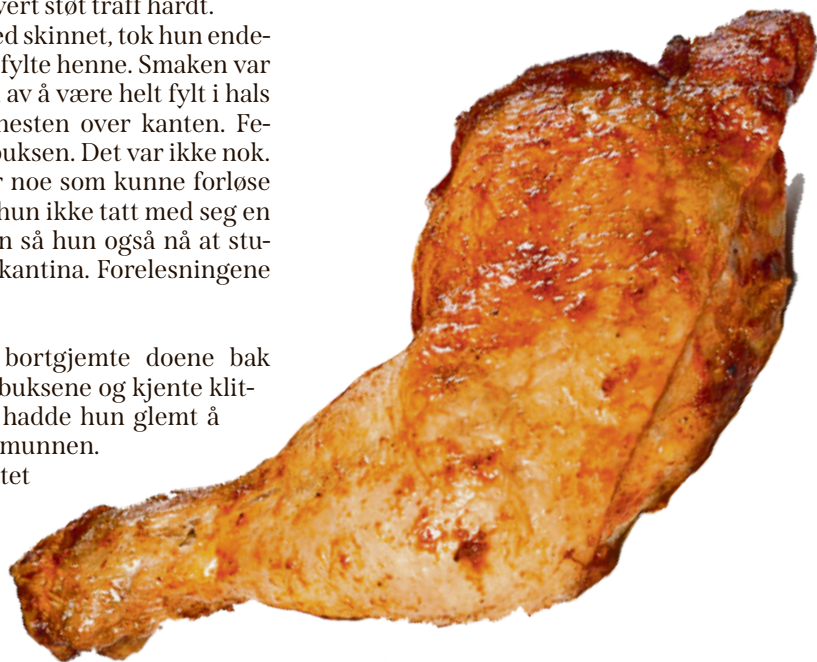 vert støt traff hardt.
ed skinnet, tok hun ende-
fylte henne. Smaken var
av å være helt fylt i hals
nesten over kanten. Fe-
buksen. Det var ikke nok.
r noe som kunne forløse
hun ikke tatt med seg en
n så hun også nå at stu-
kantina. Forelesningene
bortgjemte doene bak
buksene og kjente klit-
hadde hun glemt å
munnen.
tet